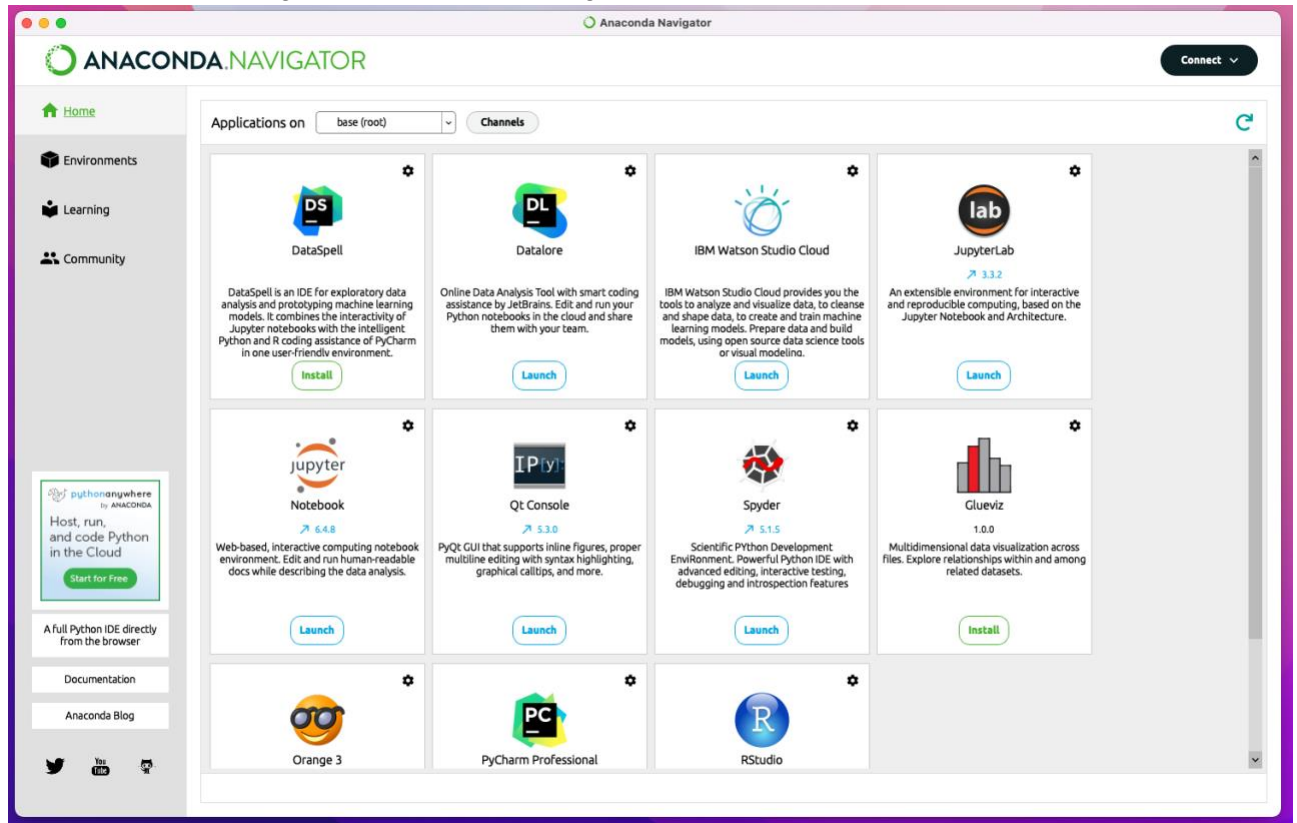 Anaconda Navigator
ANACONDA.NAVIGATOR
Connect
Home
Environments
Learning
Community
Applications on
base (root)
Channels
DS
DataSpell
DataSpell is an IDE for exploratory data
analysis and prototyping machine learning
models. It combines the interactivity of
Jupyter notebooks with the intelligent
Python and R coding assistance of PyCharm
in one user-friendly environment.
Install
DL
Datalore
Online Data Analysis Tool with smart coding
assistance by JetBrains. Edit and run your
Python notebooks in the cloud and share
them with your team.
Launch
IBM Watson Studio Cloud
IBM Watson Studio Cloud provides you the
tools to analyze and visualize data, to cleanse
and shape data, to create and train machine
learning models. Prepare data and build
models, using open source data science tools
or visual modeling.
Launch
lab
JupyterLab
3.3.2
An extensible environment for interactive
and reproducible computing, based on the
Jupyter Notebook and Architecture.
Launch
jupyter
Notebook
6.4.8
Web-based, interactive computing notebook
environment. Edit and run human-readable
docs while describing the data analysis.
Launch
IP[y]:
Qt Console
5.3.0
PyQt GUI that supports inline figures, proper
multiline editing with syntax highlighting,
graphical calltips, and more.
Launch
Spyder
5.1.5
Scientific PYthon Development
EnviRonment. Powerful Python IDE with
advanced editing, interactive testing,
debugging and introspection features
Launch
Glueviz
1.0.0
Multidimensional data visualization across
files. Explore relationships within and among
related datasets.
Install
Orange 3
PC
PyCharm Professional
R
RStudio
pythonanywhere
by ANACONDA
Host, run,
and code Python
in the Cloud
Start for Free
A full Python IDE directly
from the browser
Documentation
Anaconda Blog
You
Tube